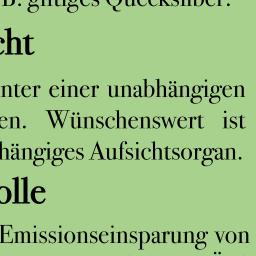 B. giftiges Quecksilber.
cht
nter einer unabhängigen
en. Wünschenswert ist
hängiges Aufsichtsorgan.
olle
Emissionseinsparung von